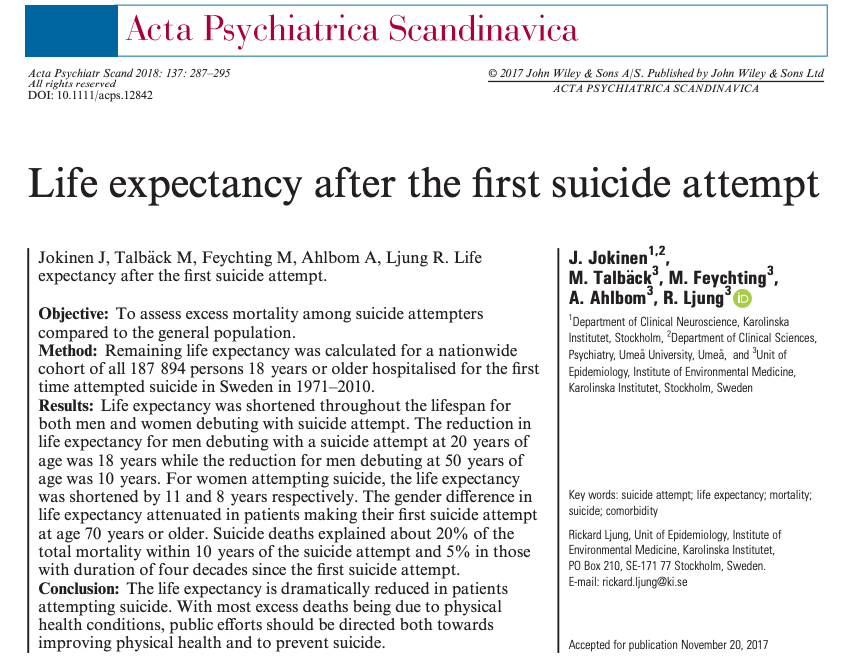 Acta Psychiatrica Scandinavica
Acta Psychiatr Scand 2018: 137: 287–295
All rights reserved
DOI: 10.1111/acps.12842
© 2017 John Wiley & Sons A/S. Published by John Wiley & Sons Ltd
ACTA PSYCHIATRICA SCANDINAVICA
Life expectancy after the first suicide attempt
Jokinen J, Talbäck M, Feychting M, Ahlbom A, Ljung R. Life
expectancy after the first suicide attempt.
Objective: To assess excess mortality among suicide attempters
compared to the general population.
Method: Remaining life expectancy was calculated for a nationwide
cohort of all 187 894 persons 18 years or older hospitalised for the first
time attempted suicide in Sweden in 1971–2010.
Results: Life expectancy was shortened throughout the lifespan for
both men and women debuting with suicide attempt. The reduction in
life expectancy for men debuting with a suicide attempt at 20 years of
age was 18 years while the reduction for men debuting at 50 years of
age was 10 years. For women attempting suicide, the life expectancy
was shortened by 11 and 8 years respectively. The gender difference in
life expectancy attenuated in patients making their first suicide attempt
at age 70 years or older. Suicide deaths explained about 20% of the
total mortality within 10 years of the suicide attempt and 5% in those
with duration of four decades since the first suicide attempt.
Conclusion: The life expectancy is dramatically reduced in patients
attempting suicide. With most excess deaths being due to physical
health conditions, public efforts should be directed both towards
improving physical health and to prevent suicide.
J. Jokinen1,2,
M. Talbäck3, M. Feychting3,
A. Ahlbom3, R. Ljung3 iD
1Department of Clinical Neuroscience, Karolinska
Institutet, Stockholm, 2Department of Clinical Sciences,
Psychiatry, Umeå University, Umeå, and 3Unit of
Epidemiology, Institute of Environmental Medicine,
Karolinska Institutet, Stockholm, Sweden
Key words: suicide attempt; life expectancy; mortality;
suicide; comorbidity
Rickard Ljung, Unit of Epidemiology, Institute of
Environmental Medicine, Karolinska Institutet,
PO Box 210, SE-171 77 Stockholm, Sweden.
E-mail: rickard.ljung@ki.se
Accepted for publication November 20, 2017